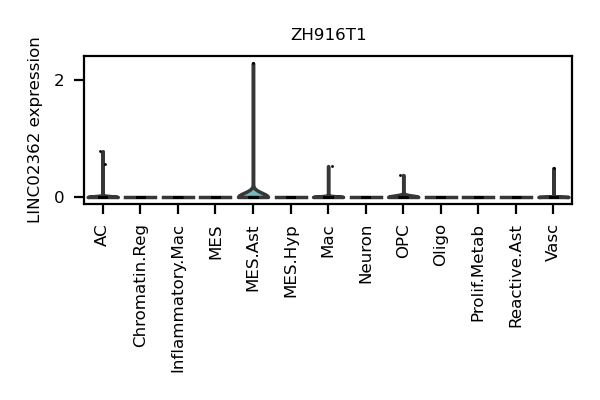 ZH916T1
LINC02362 expression
2
0
AC
Chromatin.Reg
Inflammatory.Mac
MES
MES.Ast
MES.Hyp
Mac
Neuron
OPC
Oligo
Prolif.Metab
Reactive.Ast
Vasc